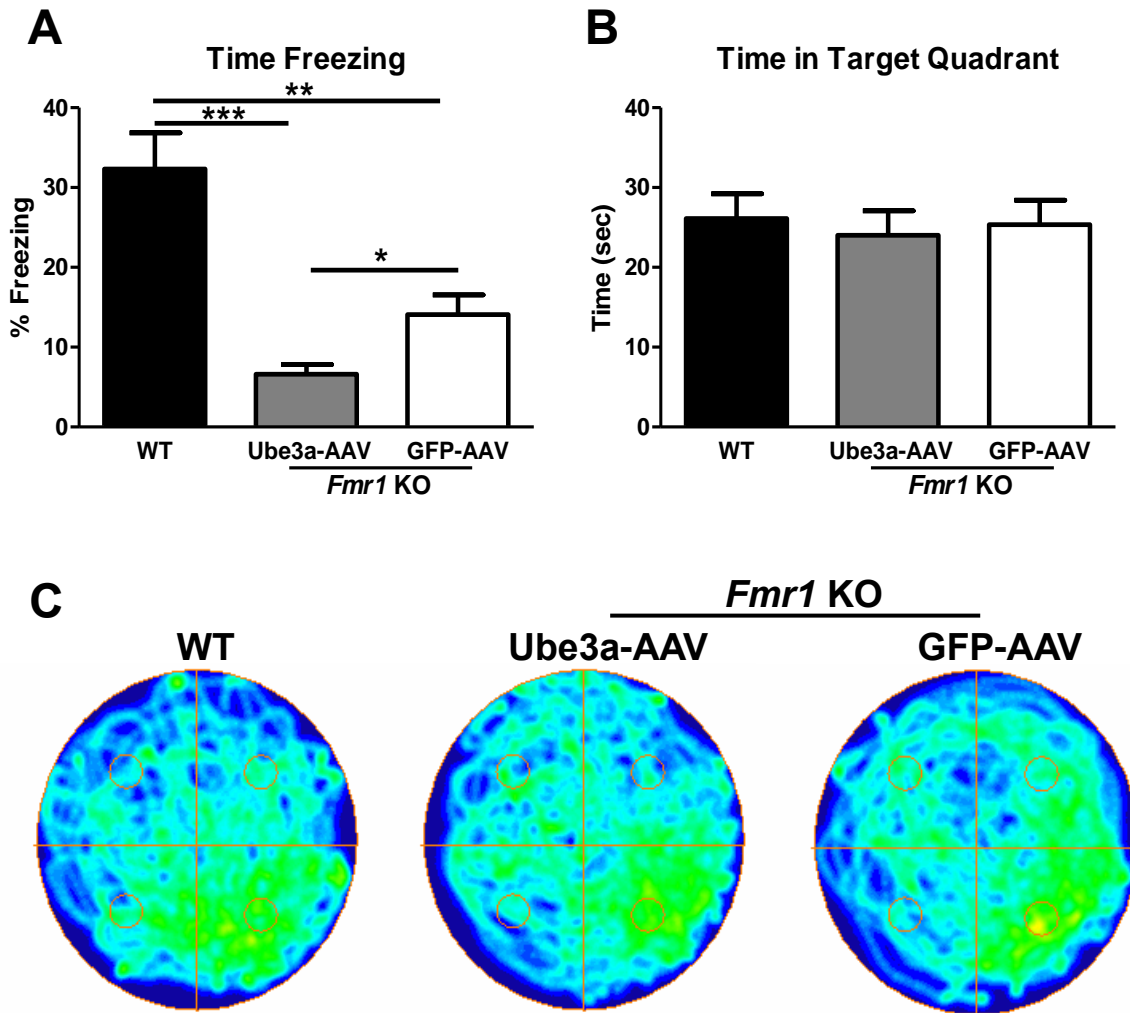 A
Time Freezing
% Freezing
40
30
20
10
0
**
***
*
WT
Ube3a-AAV
GFP-AAV
Fmr1 KO
B
Time in Target Quadrant
Time (sec)
40
30
20
10
0
WT
Ube3a-AAV
GFP-AAV
Fmr1 KO
C
Fmr1 KO
WT
Ube3a-AAV
GFP-AAV